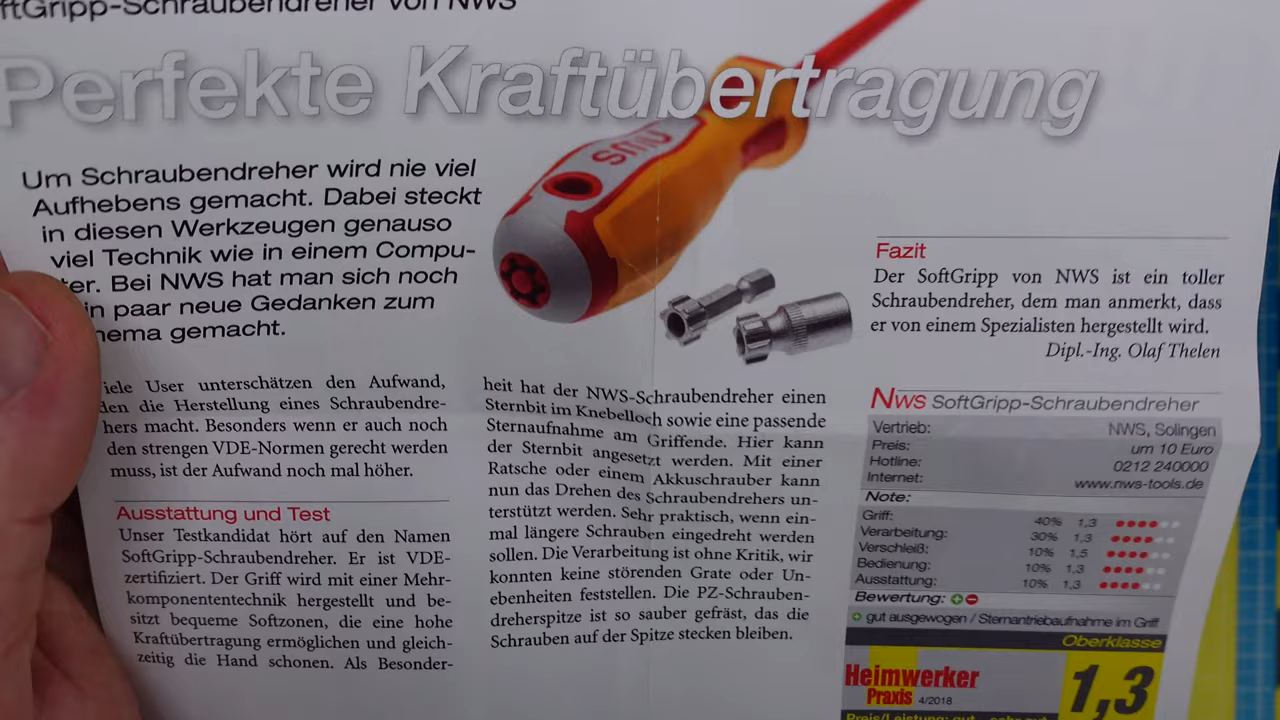 SoftGripp-Schraubendreher von NWS
Perfekte Kraftübertragung
nws
Um Schraubendreher wird nie viel
Aufhebens gemacht. Dabei steckt
in diesen Werkzeugen genauso
viel Technik wie in einem Compu-
ter. Bei NWS hat man sich noch
in paar neue Gedanken zum
hema gemacht.
iele User unterschätzen den Aufwand,
den die Herstellung eines Schraubendre-
hers macht. Besonders wenn er auch noch
den strengen VDE-Normen gerecht werden
muss, ist der Aufwand noch mal höher.
Ausstattung und Test
Unser Testkandidat hört auf den Namen
SoftGripp-Schraubendreher. Er ist VDE-
zertifiziert. Der Griff wird mit einer Mehr-
komponententechnik hergestellt und be-
sitzt bequeme Softzonen, die eine hohe
Kraftübertragung ermöglichen und gleich-
zeitig die Hand schonen. Als Besonder-
heit hat der NWS-Schraubendreher einen
Sternbit im Knebelloch sowie eine passende
Sternaufnahme am Griffende. Hier kann
der Sternbit angesetzt werden. Mit einer
Ratsche oder einem Akkuschrauber kann
nun das Drehen des Schraubendrehers un-
terstützt werden. Sehr praktisch, wenn ein-
mal längere Schrauben eingedreht werden
sollen. Die Verarbeitung ist ohne Kritik, wir
konnten keine störenden Grate oder Un-
ebenheiten feststellen. Die PZ-Schrauben-
dreherspitze ist so sauber gefräst, das die
Schrauben auf der Spitze stecken bleiben.
Fazit
Der SoftGripp von NWS ist ein toller
Schraubendreher, dem man anmerkt, dass
er von einem Spezialisten hergestellt wird.
Dipl.-Ing. Olaf Thelen
NWS SoftGripp-Schraubendreher
Vertrieb: NWS, Solingen
Preis: um 10 Euro
Hotline: 0212 240000
Internet: www.nws-tools.de
Note:
Griff: 40% 1,3
Verarbeitung: 30% 1,3
Verschleiß: 10% 1,5
Bedienung: 10% 1,3
Ausstattung: 10% 1,3
Bewertung:
gut ausgewogen / Sternantriebaufnahme im Griff
Oberklasse
Heimwerker
Praxis 4/2018
1,3
Preis/Leistung: gut - sehr gut